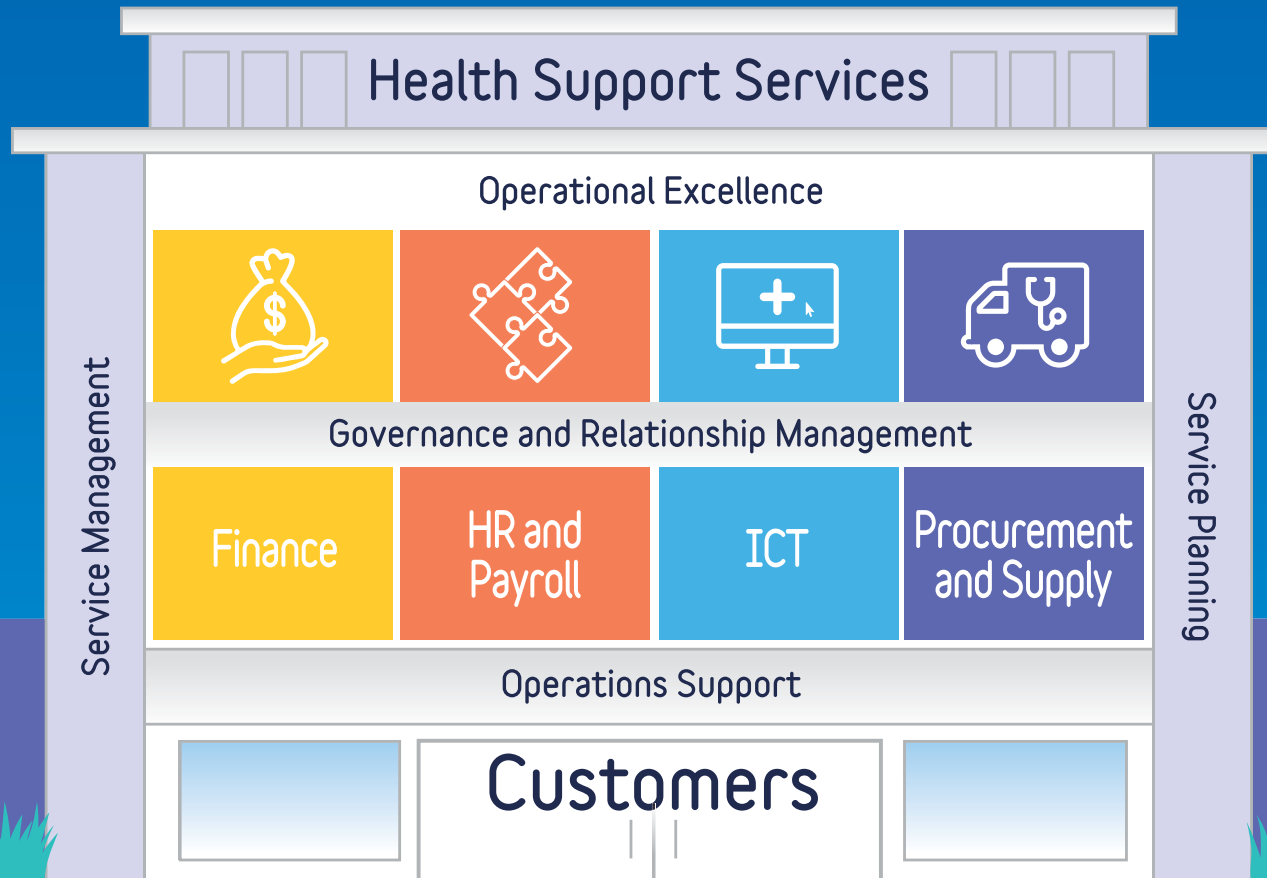 Health Support Services
Operational Excellence
$
Service Management
Governance and Relationship Management
Service Planning
Finance
HR and
Payroll
ICT
Procurement
and Supply
Operations Support
Customers